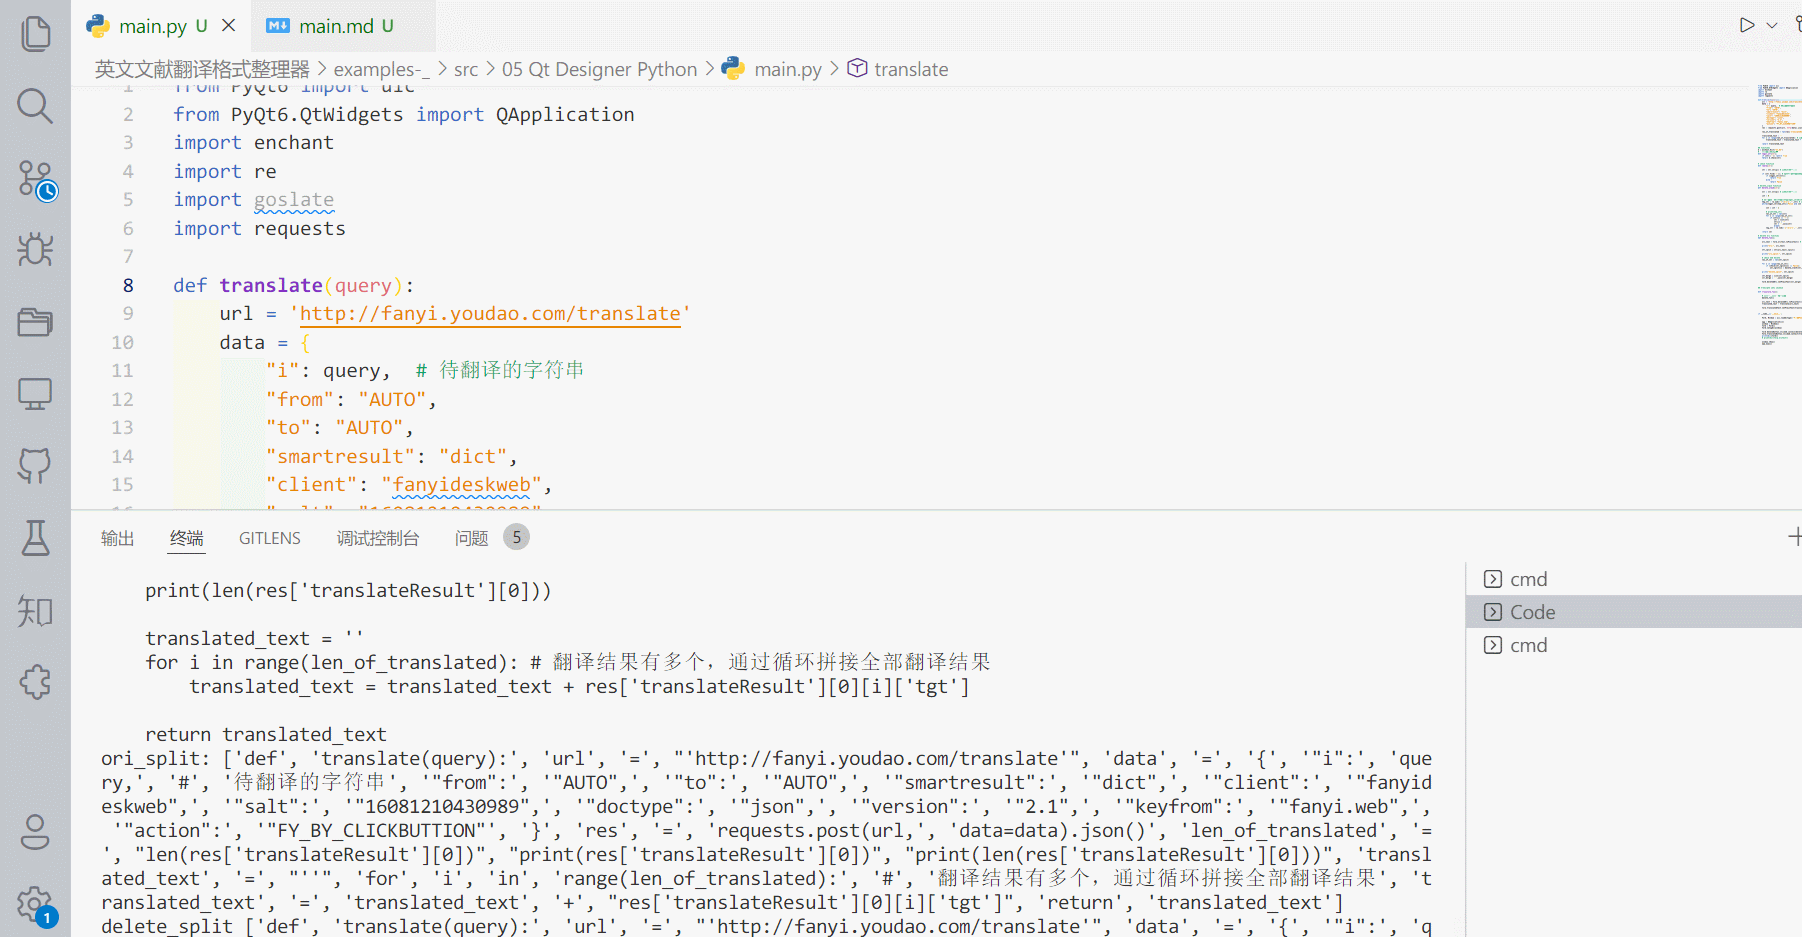 main.py U
main.md U
英文文献翻译格式整理器 > examples-_ > src > 05 Qt Designer Python > main.py > translate
1 from PyQt6 import uic
2 from PyQt6.QtWidgets import QApplication
3 import enchant
4 import re
5 import goslate
6 import requests
7
8 def translate(query):
9 url = 'http://fanyi.youdao.com/translate'
10 data = {
11 "i": query,  # 待翻译的字符串
12 "from": "AUTO",
13 "to": "AUTO",
14 "smartresult": "dict",
15 "client": "fanyideskweb",
输出 终端 GITLENS 调试控制台 问题 5
print(len(res['translateResult'][0]))
translated_text = ''
for i in range(len_of_translated): # 翻译结果有多个，通过循环拼接全部翻译结果
translated_text = translated_text + res['translateResult'][0][i]['tgt']
return translated_text
ori_split: ['def', 'translate(query):', 'url', '=', "'http://fanyi.youdao.com/translate'", 'data', '=', '{', '"i":', 'que
ry,', '#', '待翻译的字符串', '"from":', '"AUTO",', '"to":', '"AUTO",', '"smartresult":', '"dict",', '"client":', '"fanyid
eskweb",', '"salt":', '"16081210430989",', '"doctype":', '"json",', '"version":', '"2.1",', '"keyfrom":', '"fanyi.web",',
'"action":', '"FY_BY_CLICKBUTTION"', '}', 'res', '=', 'requests.post(url,', 'data=data).json()', 'len_of_translated', '=
', "len(res['translateResult'][0])", "print(res['translateResult'][0])", "print(len(res['translateResult'][0]))", 'transl
ated_text', '=', "''", 'for', 'i', 'in', 'range(len_of_translated):', '#', '翻译结果有多个，通过循环拼接全部翻译结果', 't
ranslated_text', '=', 'translated_text', '+', "res['translateResult'][0][i]['tgt']", 'return', 'translated_text']
delete_split ['def', 'translate(query):', 'url', '=', "'http://fanyi.youdao.com/translate'", 'data', '=', '{', '"i":', 'q
cmd
Code
cmd
知
1